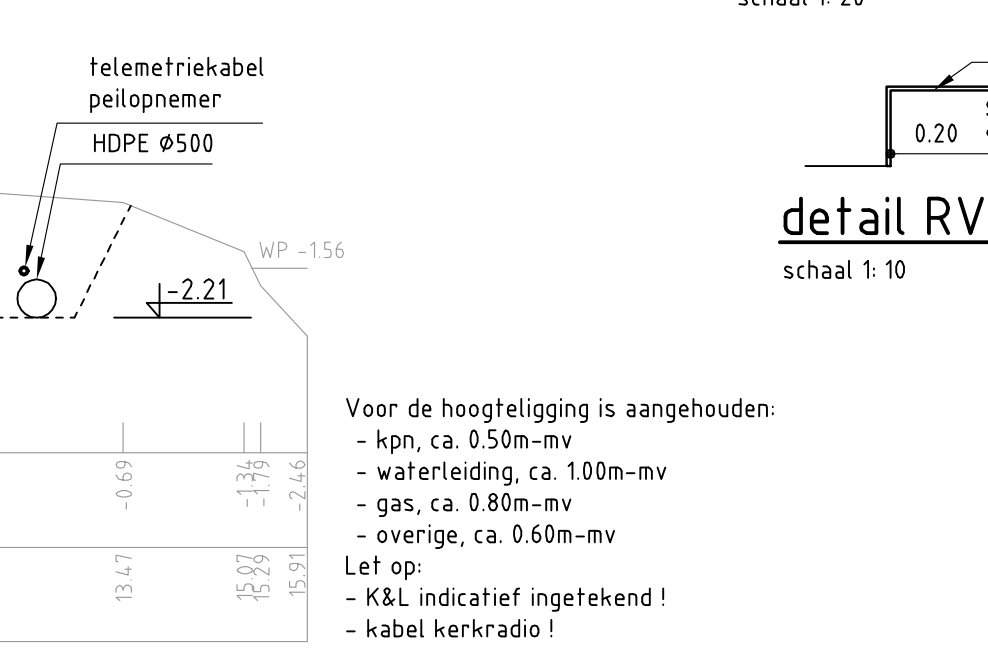 schaal 1: 20
telemetriekabel
peilopnemer
HDPE Ø500
0.20
detail RV
schaal 1: 10
WP -1.56
-2.21
Voor de hoogteligging is aangehouden:
- kpn, ca. 0.50m-mv
- waterleiding, ca. 1.00m-mv
- gas, ca. 0.80m-mv
- overige, ca. 0.60m-mv
Let op:
- K&L indicatief ingetekend !
- kabel kerkradio !
-0.69
-1.34
-1.79
-2.46
13.47
15.07
15.29
15.91